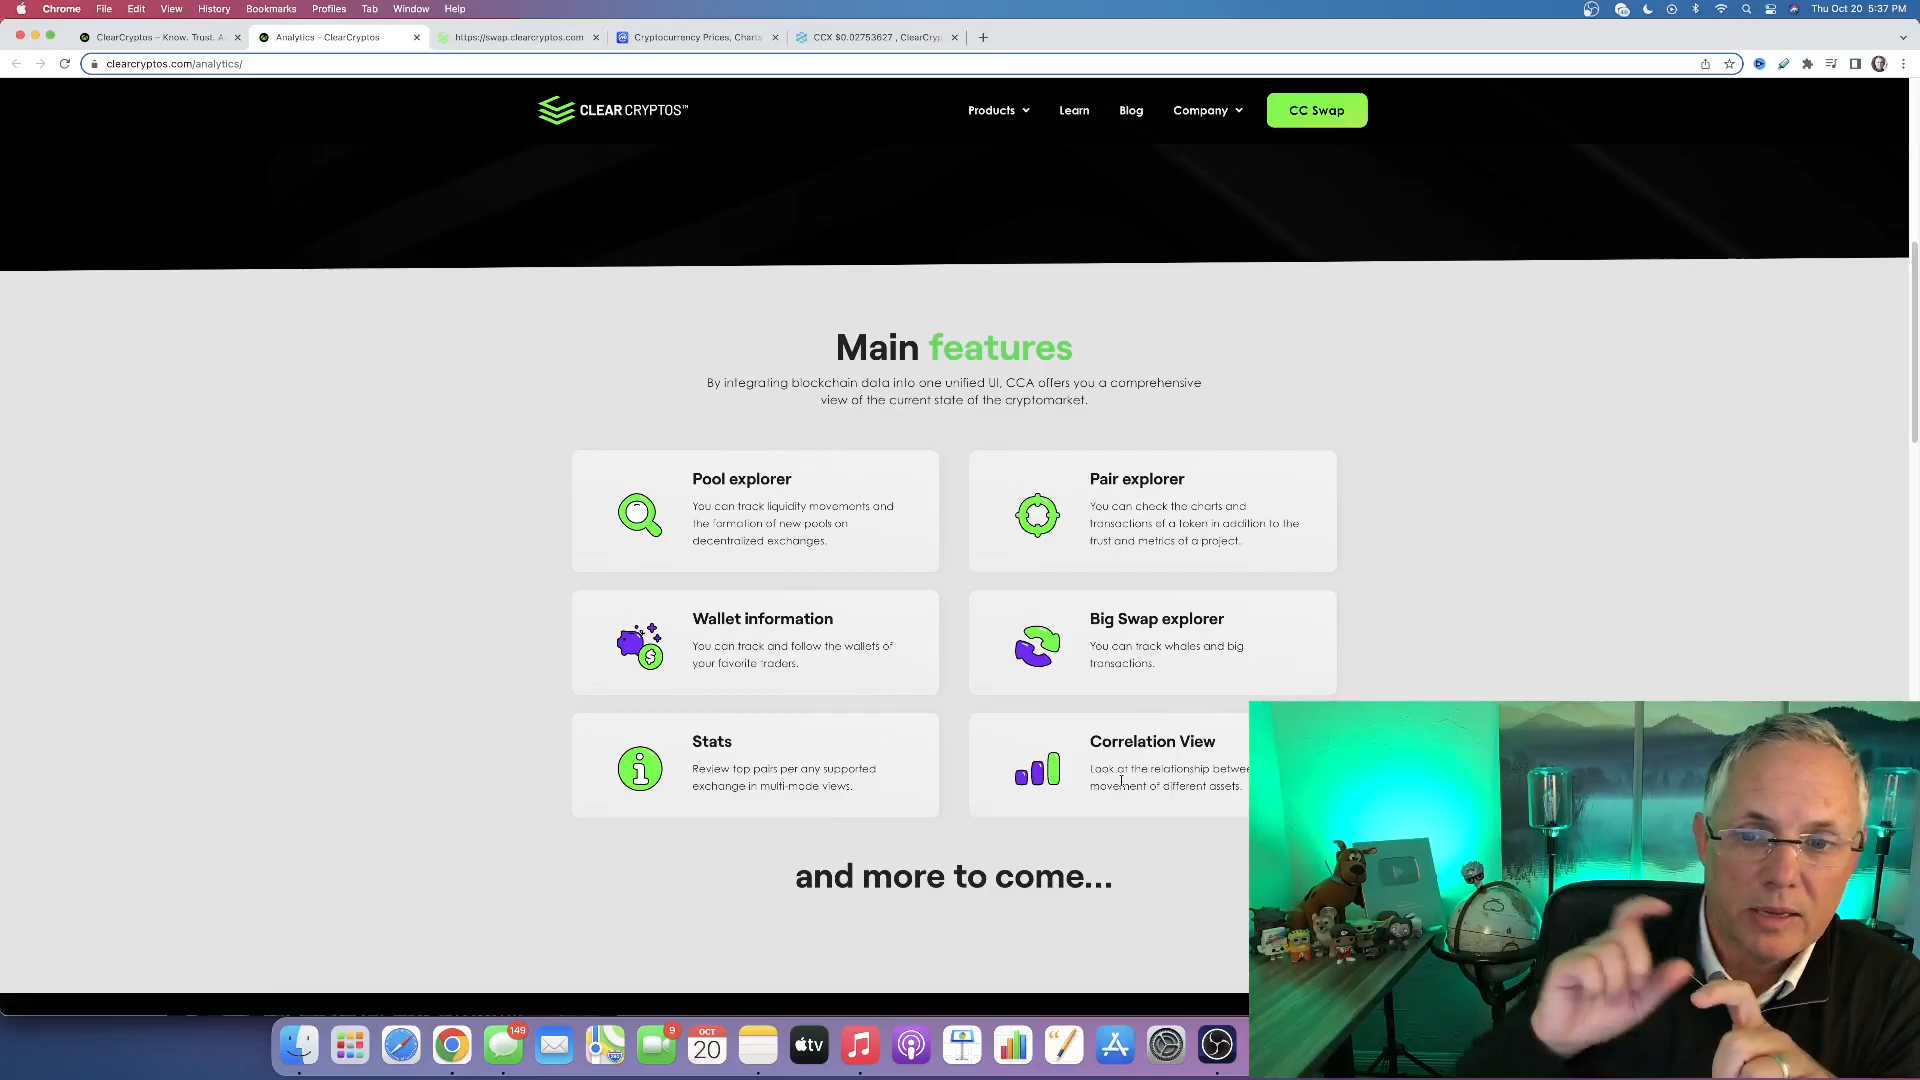 Chrome File Edit View History Bookmarks Profiles Tab Window Help
Thu Oct 20 5:37 PM
ClearCryptos – Know. Trust. A
Analytics - ClearCryptos
https://swap.clearcryptos.com
Cryptocurrency Prices, Charts
CCX $0.02753627 , ClearCryp
clearcryptos.com/analytics/
CLEAR CRYPTOS™
Products
Learn
Blog
Company
CC Swap
Main features
By integrating blockchain data into one unified UI, CCA offers you a comprehensive
view of the current state of the cryptomarket.
Pool explorer
You can track liquidity movements and
the formation of new pools on
decentralized exchanges.
Pair explorer
You can check the charts and
transactions of a token in addition to the
trust and metrics of a project.
Wallet information
You can track and follow the wallets of
your favorite traders.
Big Swap explorer
You can track whales and big
transactions.
Stats
Review top pairs per any supported
exchange in multi-mode views.
Correlation View
Look at the relationship betwee
movement of different assets.
and more to come...
149
9
OCT
20
tv